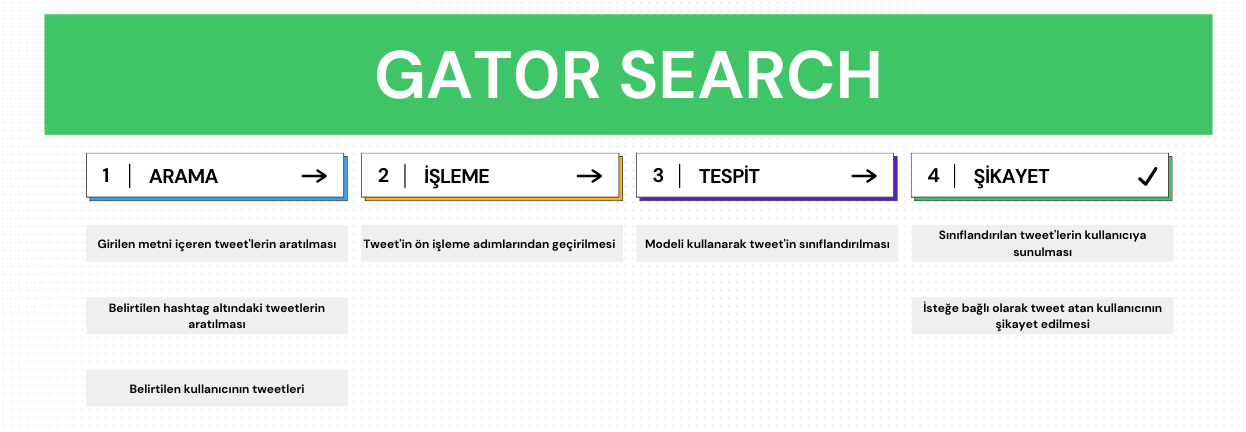 GATOR SEARCH
1 ARAMA
Girilen metni içeren tweet'lerin aratılması
Belirtilen hashtag altındaki tweetlerin
aratılması
Belirtilen kullanıcının tweetleri
2 İŞLEME
Tweet'in ön işleme adımlarından geçirilmesi
3 TESPİT
Modeli kullanarak tweet'in sınıflandırılması
4 ŞİKAYET
Sınıflandırılan tweet'lerin kullanıcıya
sunulması
İsteğe bağlı olarak tweet atan kullanıcının
şikayet edilmesi